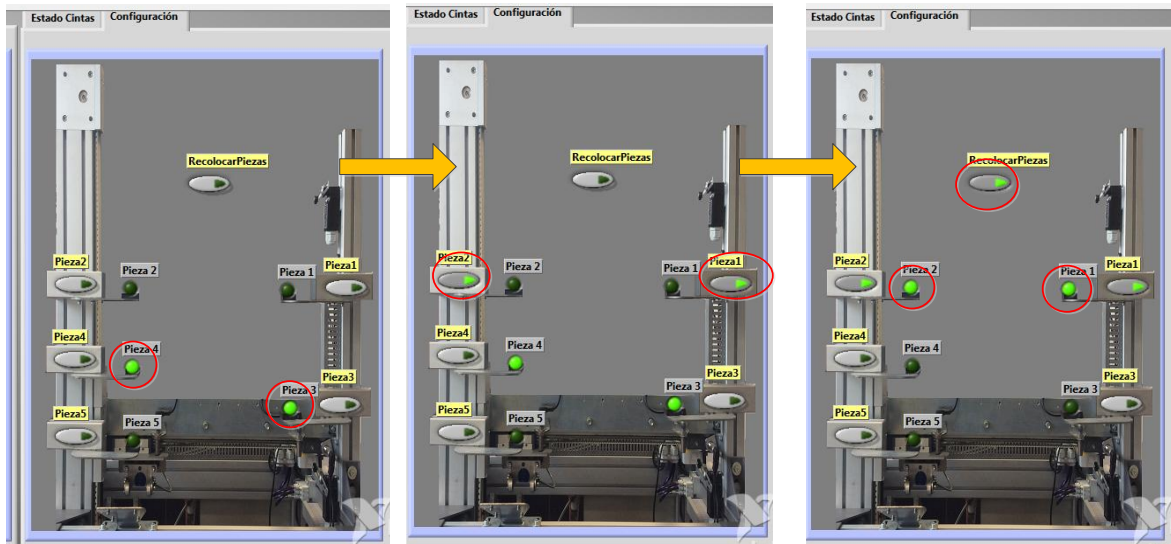 Estado Cintas Configuración
RecolocarPiezas
Pieza2
Pieza 2
Pieza 1
Pieza1
Pieza4
Pieza 4
Pieza3
Pieza 3
Pieza5
Pieza 5
Estado Cintas Configuración
RecolocarPiezas
Pieza2
Pieza 2
Pieza 1
Pieza1
Pieza4
Pieza 4
Pieza3
Pieza 3
Pieza5
Pieza 5
Estado Cintas Configuración
RecolocarPiezas
Pieza2
Pieza 2
Pieza 1
Pieza1
Pieza4
Pieza 4
Pieza3
Pieza 3
Pieza5
Pieza 5